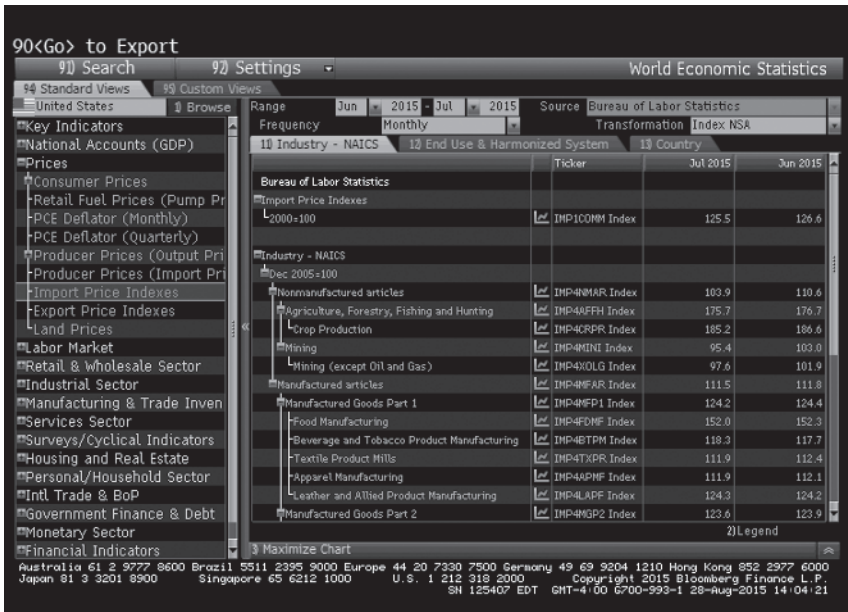 90<Go> to Export
91) Search 92) Settings World Economic Statistics
94) Standard Views 95) Custom Views
United States 1) Browse Range Jun 2015 - Jul 2015 Source Bureau of Labor Statistics
Key Indicators Frequency Monthly Transformation Index NSA
National Accounts (GDP) 11) Industry - NAICS 12) End Use & Harmonized System 13) Country
Prices Ticker Jul 2015 Jun 2015
Consumer Prices Bureau of Labor Statistics
Retail Fuel Prices (Pump Pr Import Price Indexes
PCE Deflator (Monthly) 2000=100 IMP1COMM Index 125.5 126.6
PCE Deflator (Quarterly)
Producer Prices (Output Pri Industry - NAICS
Producer Prices (Import Pri Dec 2005=100
Import Price Indexes Nonmanufactured articles IMP4NMAR Index 103.9 110.6
Export Price Indexes Agriculture, Forestry, Fishing and Hunting IMP4AFFH Index 175.7 176.7
Land Prices Crop Production IMP4CRPR Index 185.2 186.6
Labor Market Mining IMP4MINI Index 95.4 103.0
Retail & Wholesale Sector Mining (except Oil and Gas) IMP4XOLG Index 97.6 101.9
Industrial Sector Manufactured articles IMP4MFAR Index 111.5 111.8
Manufacturing & Trade Inven Manufactured Goods Part 1 IMP4MFP1 Index 124.2 124.4
Services Sector Food Manufacturing IMP4FDMF Index 152.0 152.3
Surveys/Cyclical Indicators Beverage and Tobacco Product Manufacturing IMP4BTPM Index 118.3 117.7
Housing and Real Estate Textile Product Mills IMP4TXPR Index 111.9 112.4
Personal/Household Sector Apparel Manufacturing IMP4APMF Index 111.9 112.1
Intl Trade & BoP Leather and Allied Product Manufacturing IMP4LAPF Index 124.3 124.2
Government Finance & Debt Manufactured Goods Part 2 IMP4MGP2 Index 123.6 123.9
Monetary Sector 2) Legend
Financial Indicators 3) Maximize Chart
Australia 61 2 9777 8600 Brazil 5511 2395 9000 Europe 44 20 7330 7500 Germany 49 69 9204 1210 Hong Kong 852 2977 6000
Japan 81 3 3201 8900 Singapore 65 6212 1000 U.S. 1 212 318 2000 Copyright 2015 Bloomberg Finance L.P.
SN 125407 EDT GMT-4:00 G700-993-1 28-Aug-2015 14:04:21